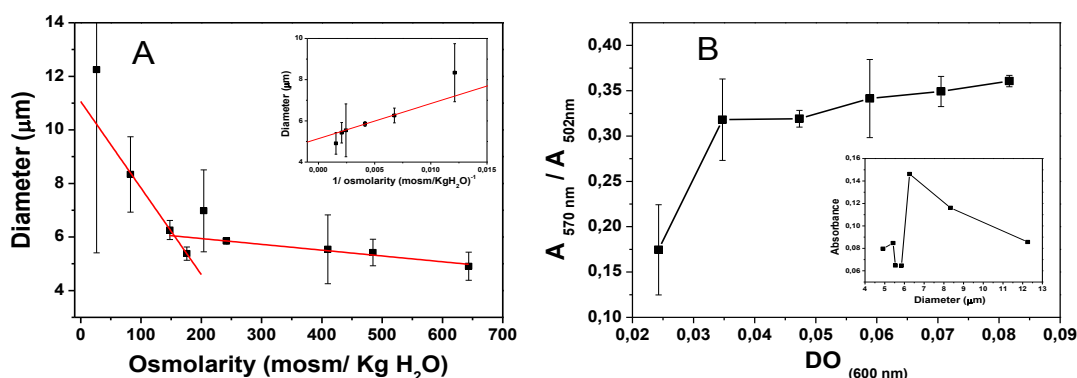 A
Diameter (μm)
14
12
10
8
6
4
0 100 200 300 400 500 600 700
Osmolarity (mosm/ Kg H2O)
Diameter (μm)
10
8
6
4
0,000 0,005 0,010 0,015
1/ osmolarity (mosm/KgH2O)-1
B
A 570 nm / A 502nm
0,40
0,35
0,30
0,25
0,20
0,15
0,10
0,02 0,03 0,04 0,05 0,06 0,07 0,08 0,09
DO (600 nm)
Absorbance
0,16
0,14
0,12
0,10
0,08
0,06
4 5 6 7 8 9 10 11 12 13
Diameter (μm)